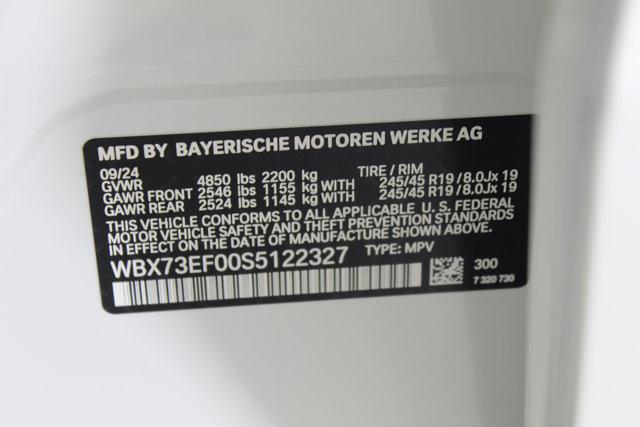 MFD BY BAYERISCHE MOTOREN WERKE AG
09/24
GVWR 4850 lbs 2200 kg TIRE / RIM
GAWR FRONT 2546 lbs 1155 kg WITH 245/45 R19 / 8.0Jx 19
GAWR REAR 2524 lbs 1145 kg WITH 245/45 R19 / 8.0Jx 19
THIS VEHICLE CONFORMS TO ALL APPLICABLE U. S. FEDERAL
MOTOR VEHICLE SAFETY AND THEFT PREVENTION STANDARDS
IN EFFECT ON THE DATE OF MANUFACTURE SHOWN ABOVE.
WBX73EF00S5122327 TYPE: MPV
300
7 320 730